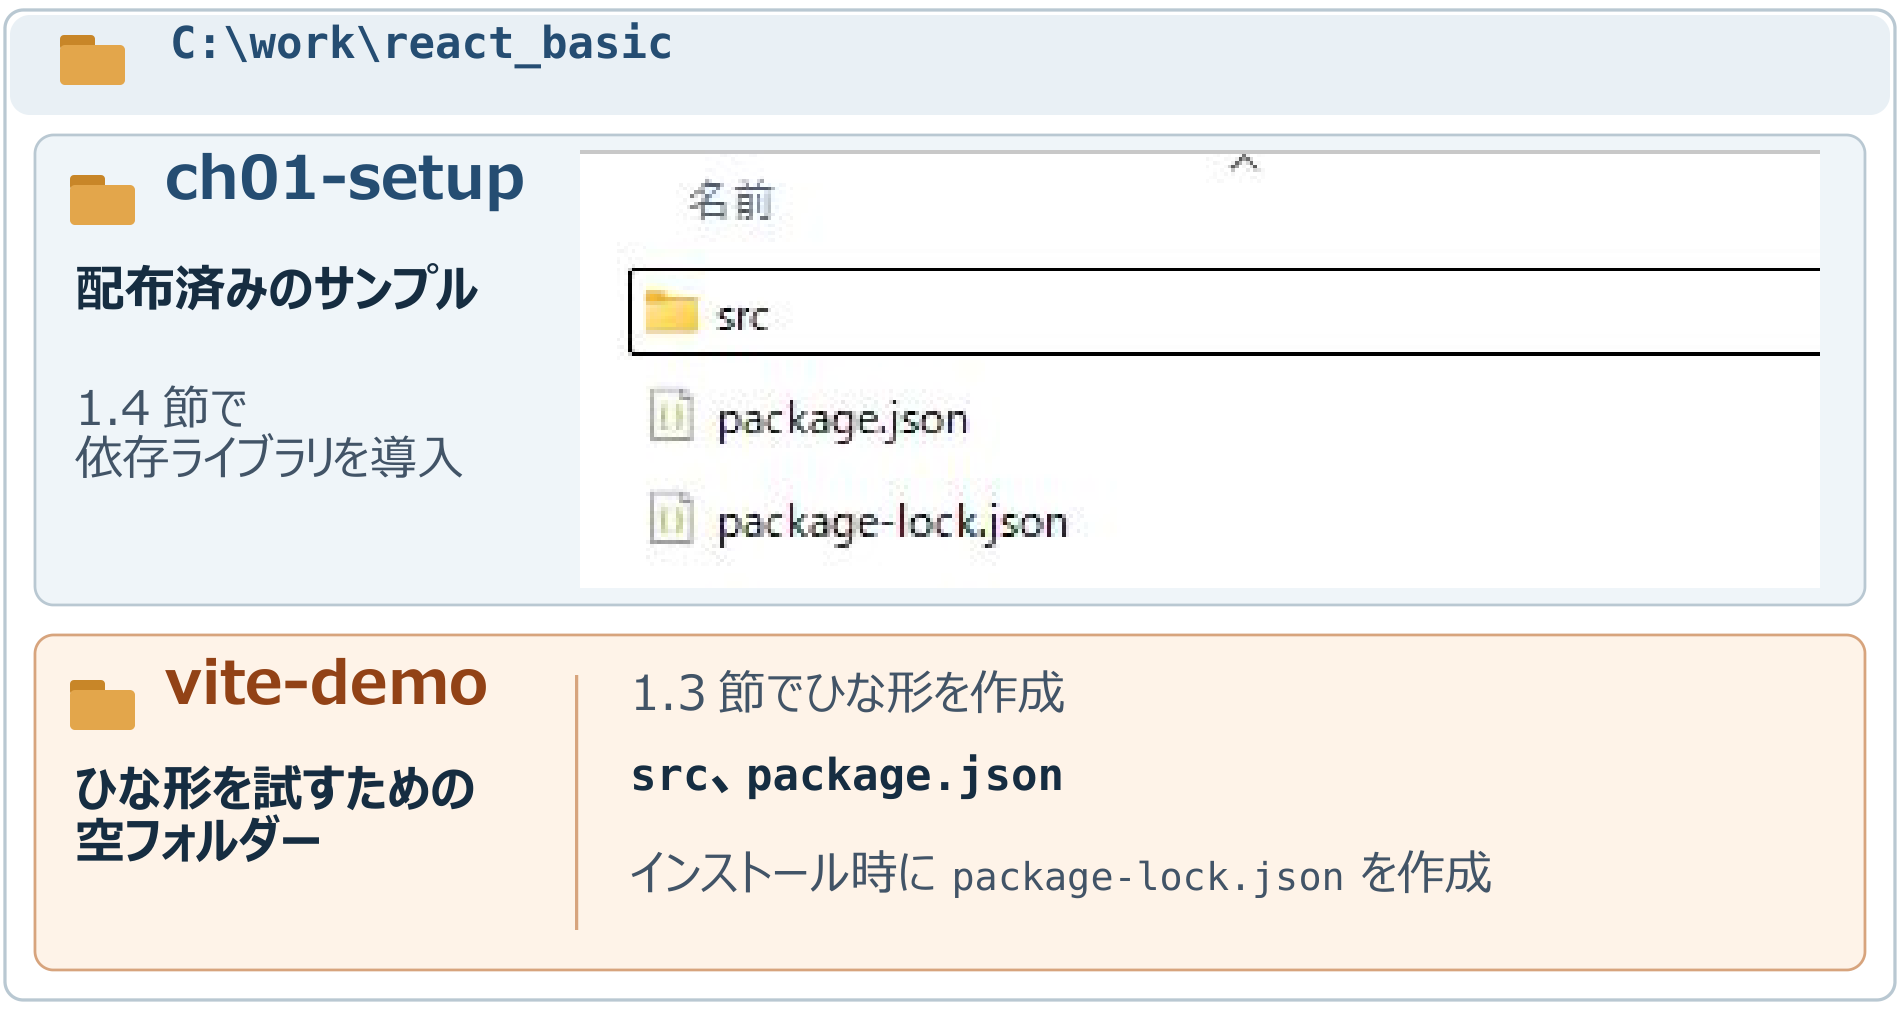 C:\work\react_basic
ch01-setup
配布済みのサンプル
1.4 節で
依存ライブラリを導入
名前
src
package.json
package-lock.json
vite-demo
ひな形を試すための
空フォルダー
1.3 節でひな形を作成
src、package.json
インストール時に package-lock.json を作成